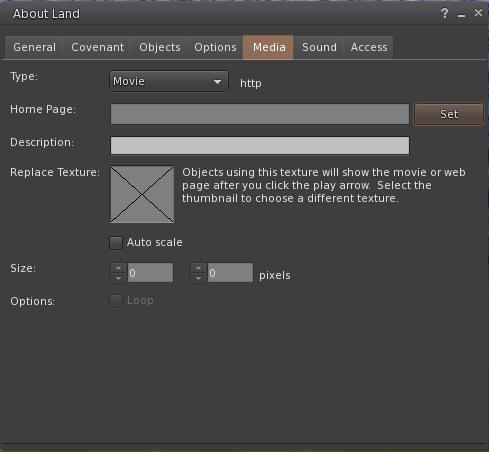 About Land ? _ ×
General Covenant Objects Options Media Sound Access
Type: Movie http
Home Page: Set
Description:
Replace Texture: Objects using this texture will show the movie or web
page after you click the play arrow. Select the
thumbnail to choose a different texture.
Auto scale
Size: 0 0 pixels
Options: Loop